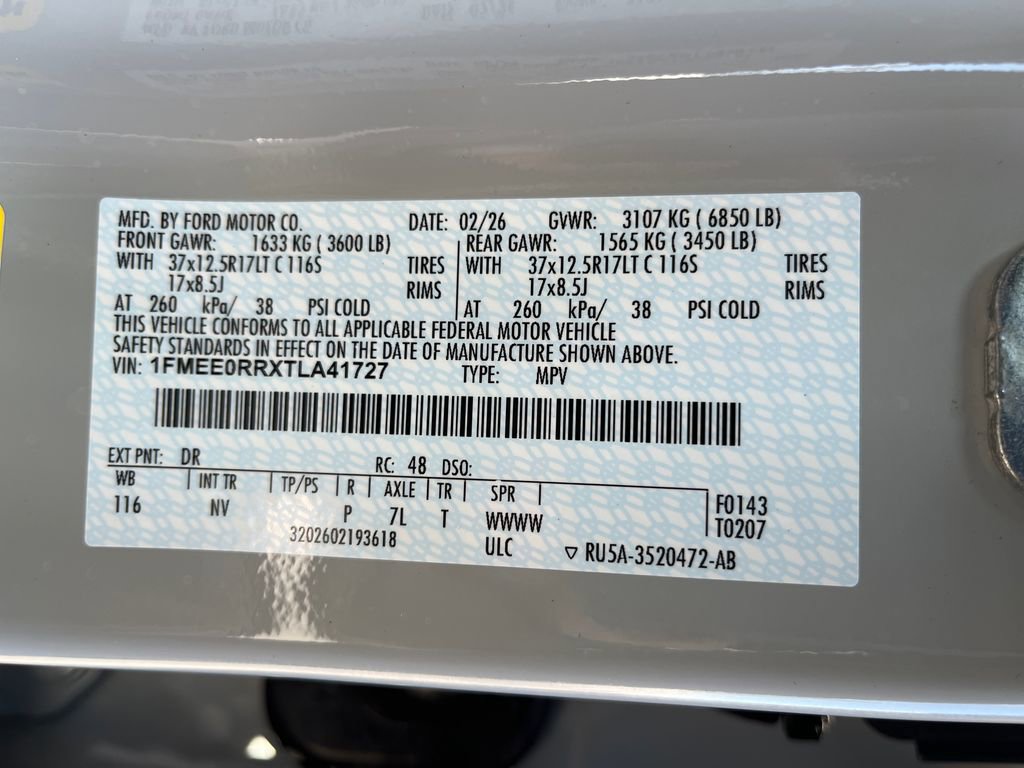 MFD. BY FORD MOTOR CO. DATE: 02/26 GVWR: 3107 KG ( 6850 LB)
FRONT GAWR: 1633 KG ( 3600 LB) REAR GAWR: 1565 KG ( 3450 LB)
WITH 37x12.5R17LT C 116S TIRES WITH 37x12.5R17LT C 116S TIRES
17x8.5J RIMS 17x8.5J RIMS
AT 260 kPa/ 38 PSI COLD AT 260 kPa/ 38 PSI COLD
THIS VEHICLE CONFORMS TO ALL APPLICABLE FEDERAL MOTOR VEHICLE
SAFETY STANDARDS IN EFFECT ON THE DATE OF MANUFACTURE SHOWN ABOVE.
VIN: 1FMEE0RRXTLA41727 TYPE: MPV
EXT PNT: DR RC: 48 DSO:
WB INT TR TP/PS R AXLE TR SPR F0143
116 NV P 7L T WWWW T0207
3202602193618 ULC ▽ RU5A-3520472-AB